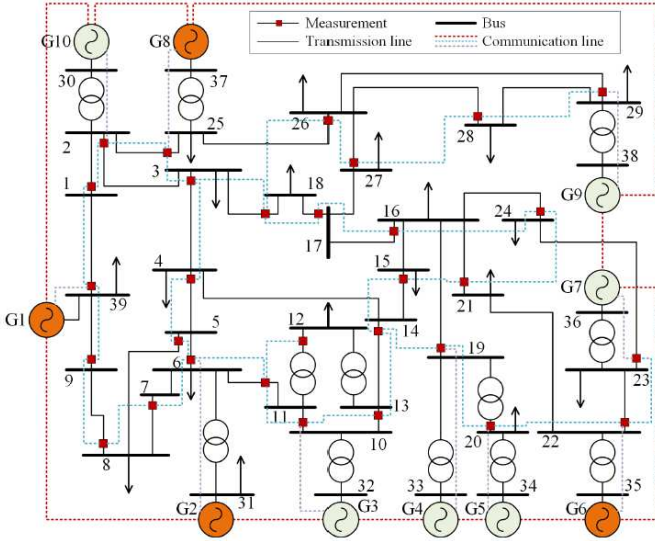 Measurement Bus
Transmission line Communication line
G10 G8
30 37
2 25 26 28 29
3 38
1 18 27
G9
17 16 24
4 15
G7
39 21 36
G1
12 14
5 19
9 6 23
7
11 13
8 10 20 22
31 32 33 34 35
G2 G3 G4 G5 G6